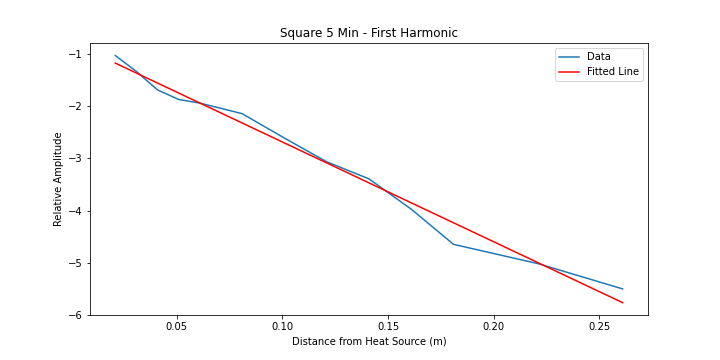 Square 5 Min - First Harmonic
Data
Fitted Line
Relative Amplitude
−1
−2
−3
−4
−5
−6
0.05
0.10
0.15
0.20
0.25
Distance from Heat Source (m)